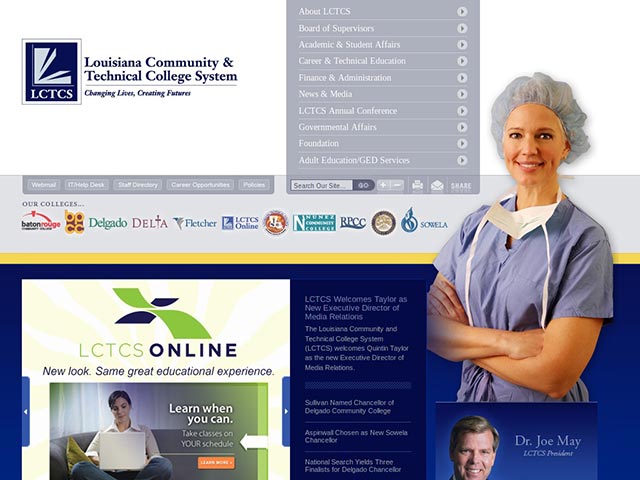 About LCTCS
Board of Supervisors
Academic & Student Affairs
Career & Technical Education
Finance & Administration
News & Media
LCTCS Annual Conference
Governmental Affairs
Foundation
Adult Education/GED Services
LCTCS
Louisiana Community &
Technical College System
Changing Lives, Creating Futures
Webmail IT/Help Desk Staff Directory Career Opportunities Policies
Search Our Site... GO SHARE
OUR COLLEGES...
batonrouge
COMMUNITY COLLEGE
Delgado
DELTA
Fletcher
LCTCS
Online
NUNEZ
COMMUNITY
COLLEGE
RPCC
SOWELA
LCTCS ONLINE
New look. Same great educational experience.
Learn when
you can.
Take classes on
YOUR schedule
LEARN MORE
LCTCS Welcomes Taylor as
New Executive Director of
Media Relations
The Louisiana Community and
Technical College System
(LCTCS) welcomes Quintin Taylor
as the new Executive Director of
Media Relations.
Sullivan Named Chancellor of
Delgado Community College
Aspinwall Chosen as New Sowela
Chancellor
National Search Yields Three
Finalists for Delgado Chancellor
Dr. Joe May
LCTCS President